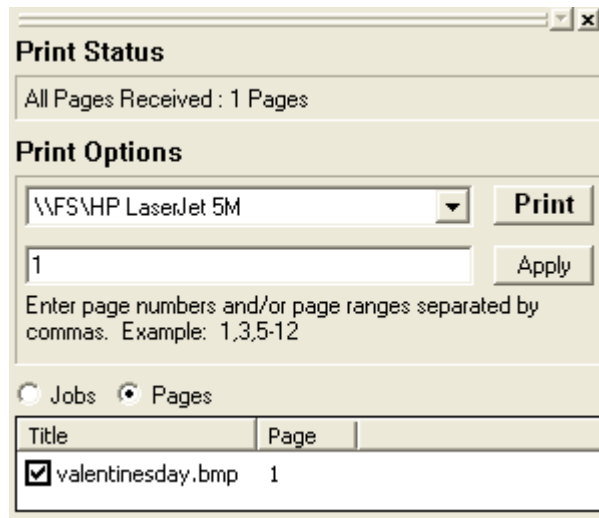 Print Status
All Pages Received : 1 Pages
Print Options
\\FS\HP LaserJet 5M
Print
1
Apply
Enter page numbers and/or page ranges separated by
commas. Example: 1,3,5-12
Jobs Pages
Title Page
valentinesday.bmp 1